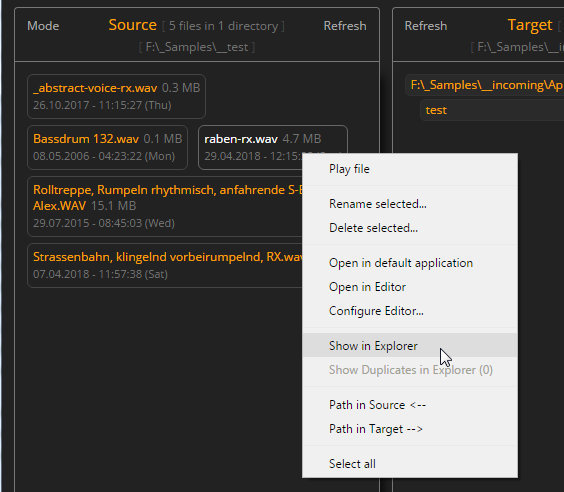 Mode Source [ 5 files in 1 directory ] Refresh
[ F:\_Samples\__test ]
_abstract-voice-rx.wav 0.3 MB
26.10.2017 - 11:15:27 (Thu)
Bassdrum 132.wav 0.1 MB
08.05.2006 - 04:23:22 (Mon)
raben-rx.wav 4.7 MB
29.04.2018 - 12:15:
Rolltreppe, Rumpeln rhythmisch, anfahrende S-
Alex.WAV 15.1 MB
29.07.2015 - 08:45:03 (Wed)
Strassenbahn, klingelnd vorbeirumpelnd, RX.wav
07.04.2018 - 11:57:38 (Sat)
Refresh Target [
[ F:\_Samples\__in
F:\_Samples\__incoming\Ap
test
Play file
Rename selected...
Delete selected...
Open in default application
Open in Editor
Configure Editor...
Show in Explorer
Show Duplicates in Explorer (0)
Path in Source <--
Path in Target -->
Select all